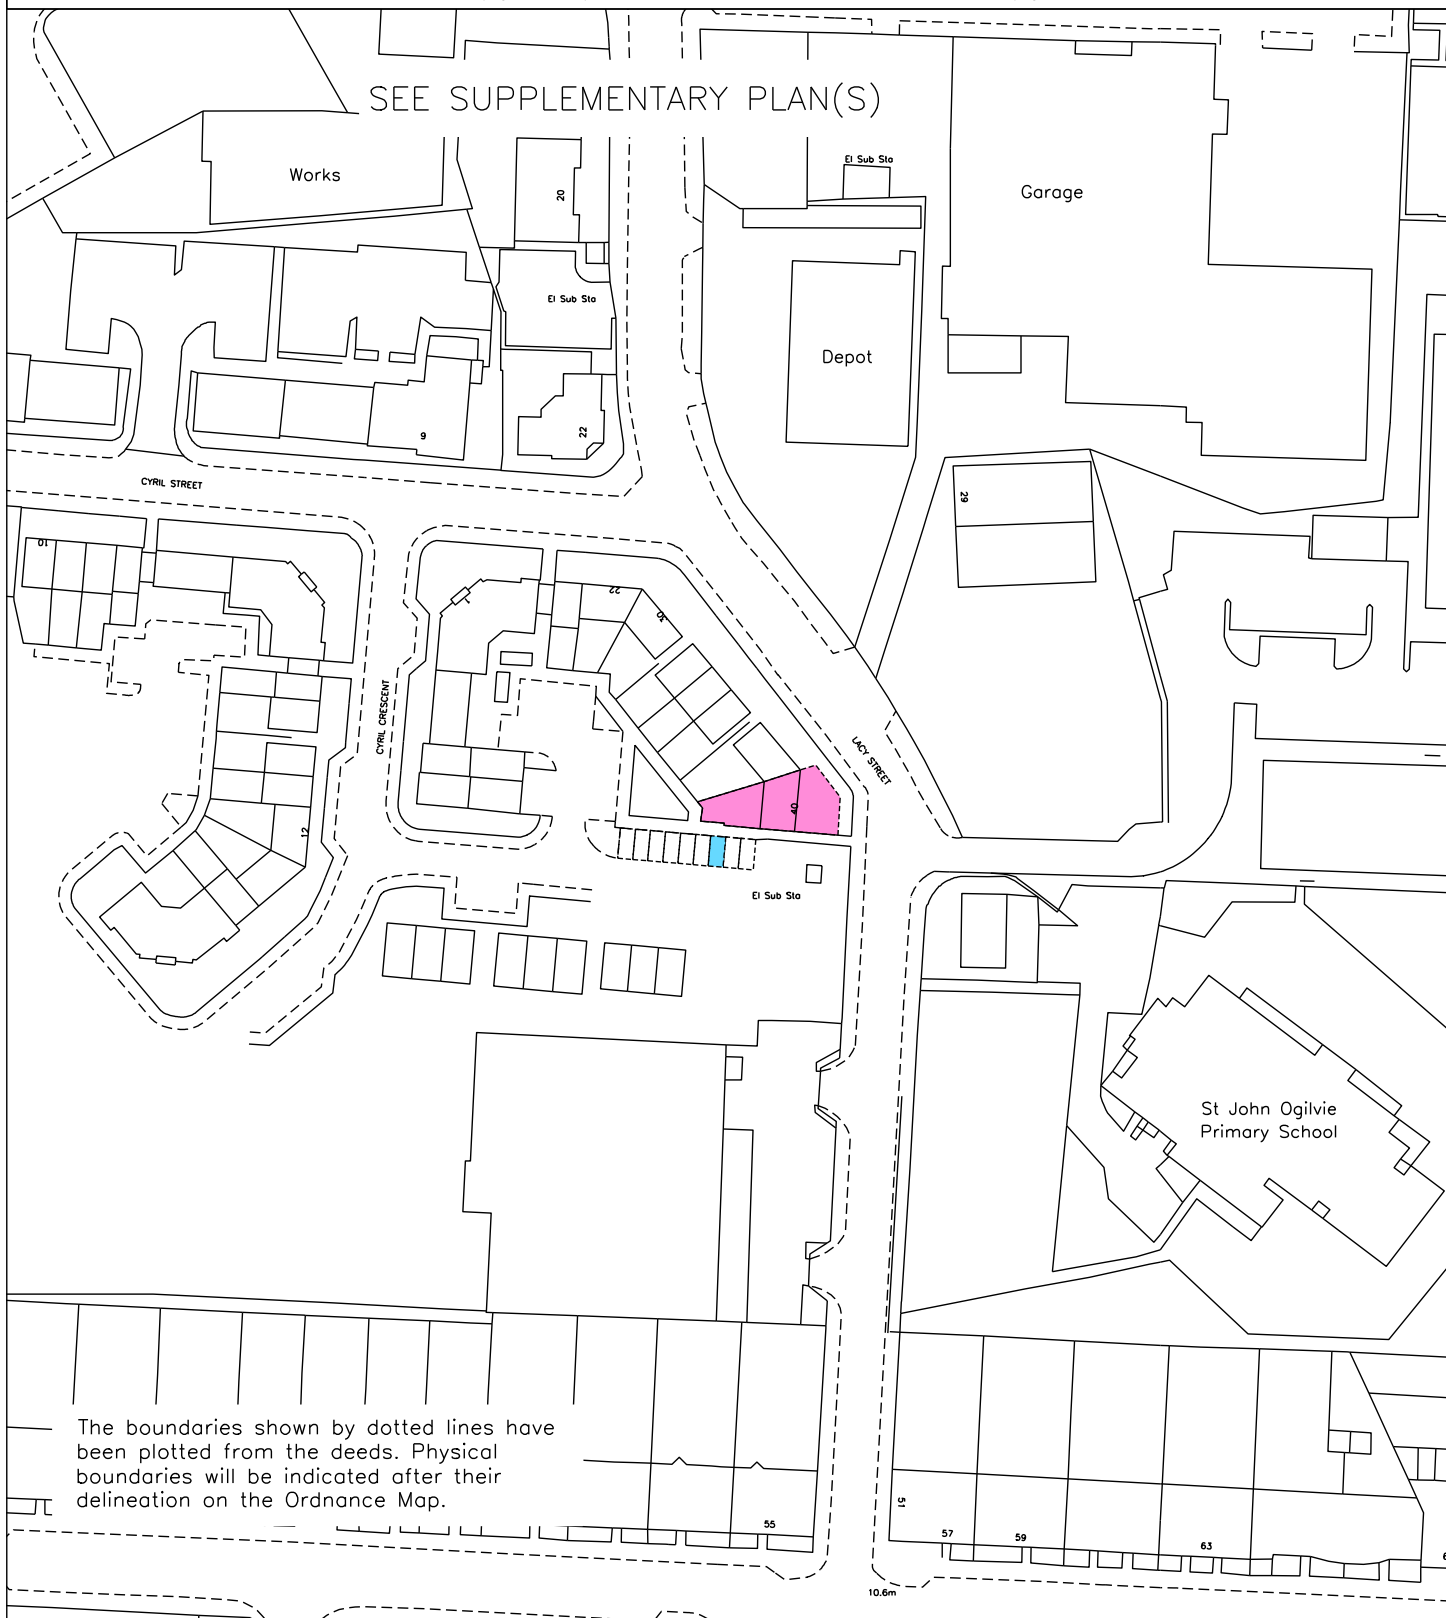 SEE SUPPLEMENTARY PLAN(S)
El Sub Sta
Works
Garage
20
El Sub Sta
Depot
22
9
CYRIL STREET
29
10
22
30
1
CYRIL CRESCENT
LACY STREET
40
12
El Sub Sta
St John Ogilvie
Primary School
The boundaries shown by dotted lines have
been plotted from the deeds. Physical
boundaries will be indicated after their
delineation on the Ordnance Map.
51
55
57
59
63
10.6m